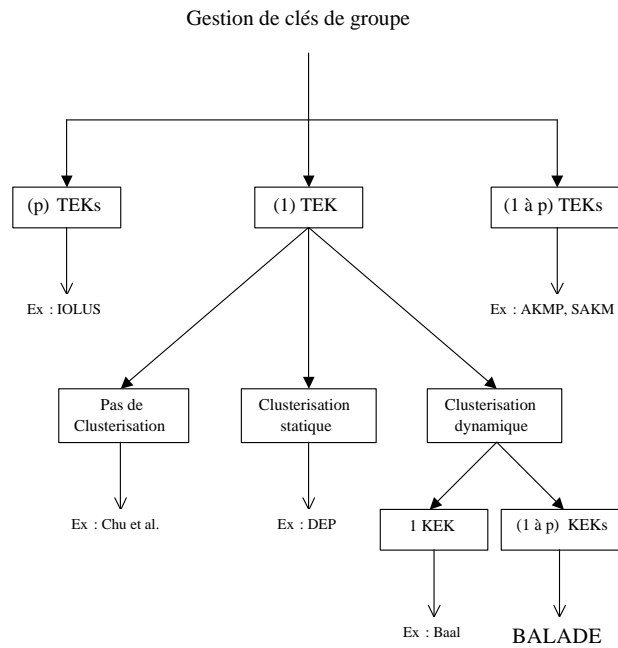 Gestion de clés de groupe
(p) TEKs
(1) TEK
(1 à p) TEKs
Ex : IOLUS
Ex : AKMP, SAKM
Pas de
Clusterisation
Clusterisation
statique
Clusterisation
dynamique
Ex : Chu et al.
Ex : DEP
1 KEK
(1 à p) KEKs
Ex : Baal
BALADE